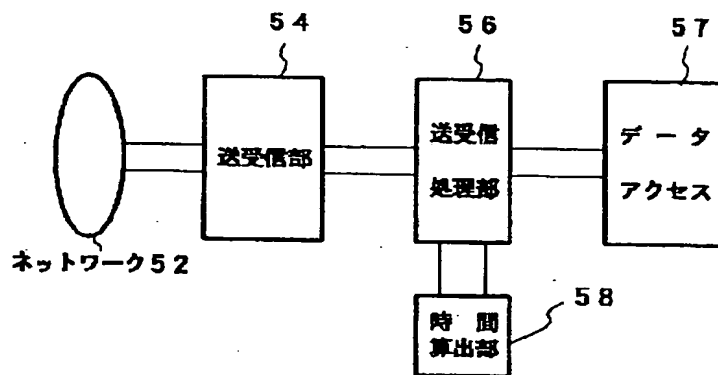 54
56
57
送受信部
送受信
処理部
データ
アクセス
ネットワーク52
58
時間
算出部